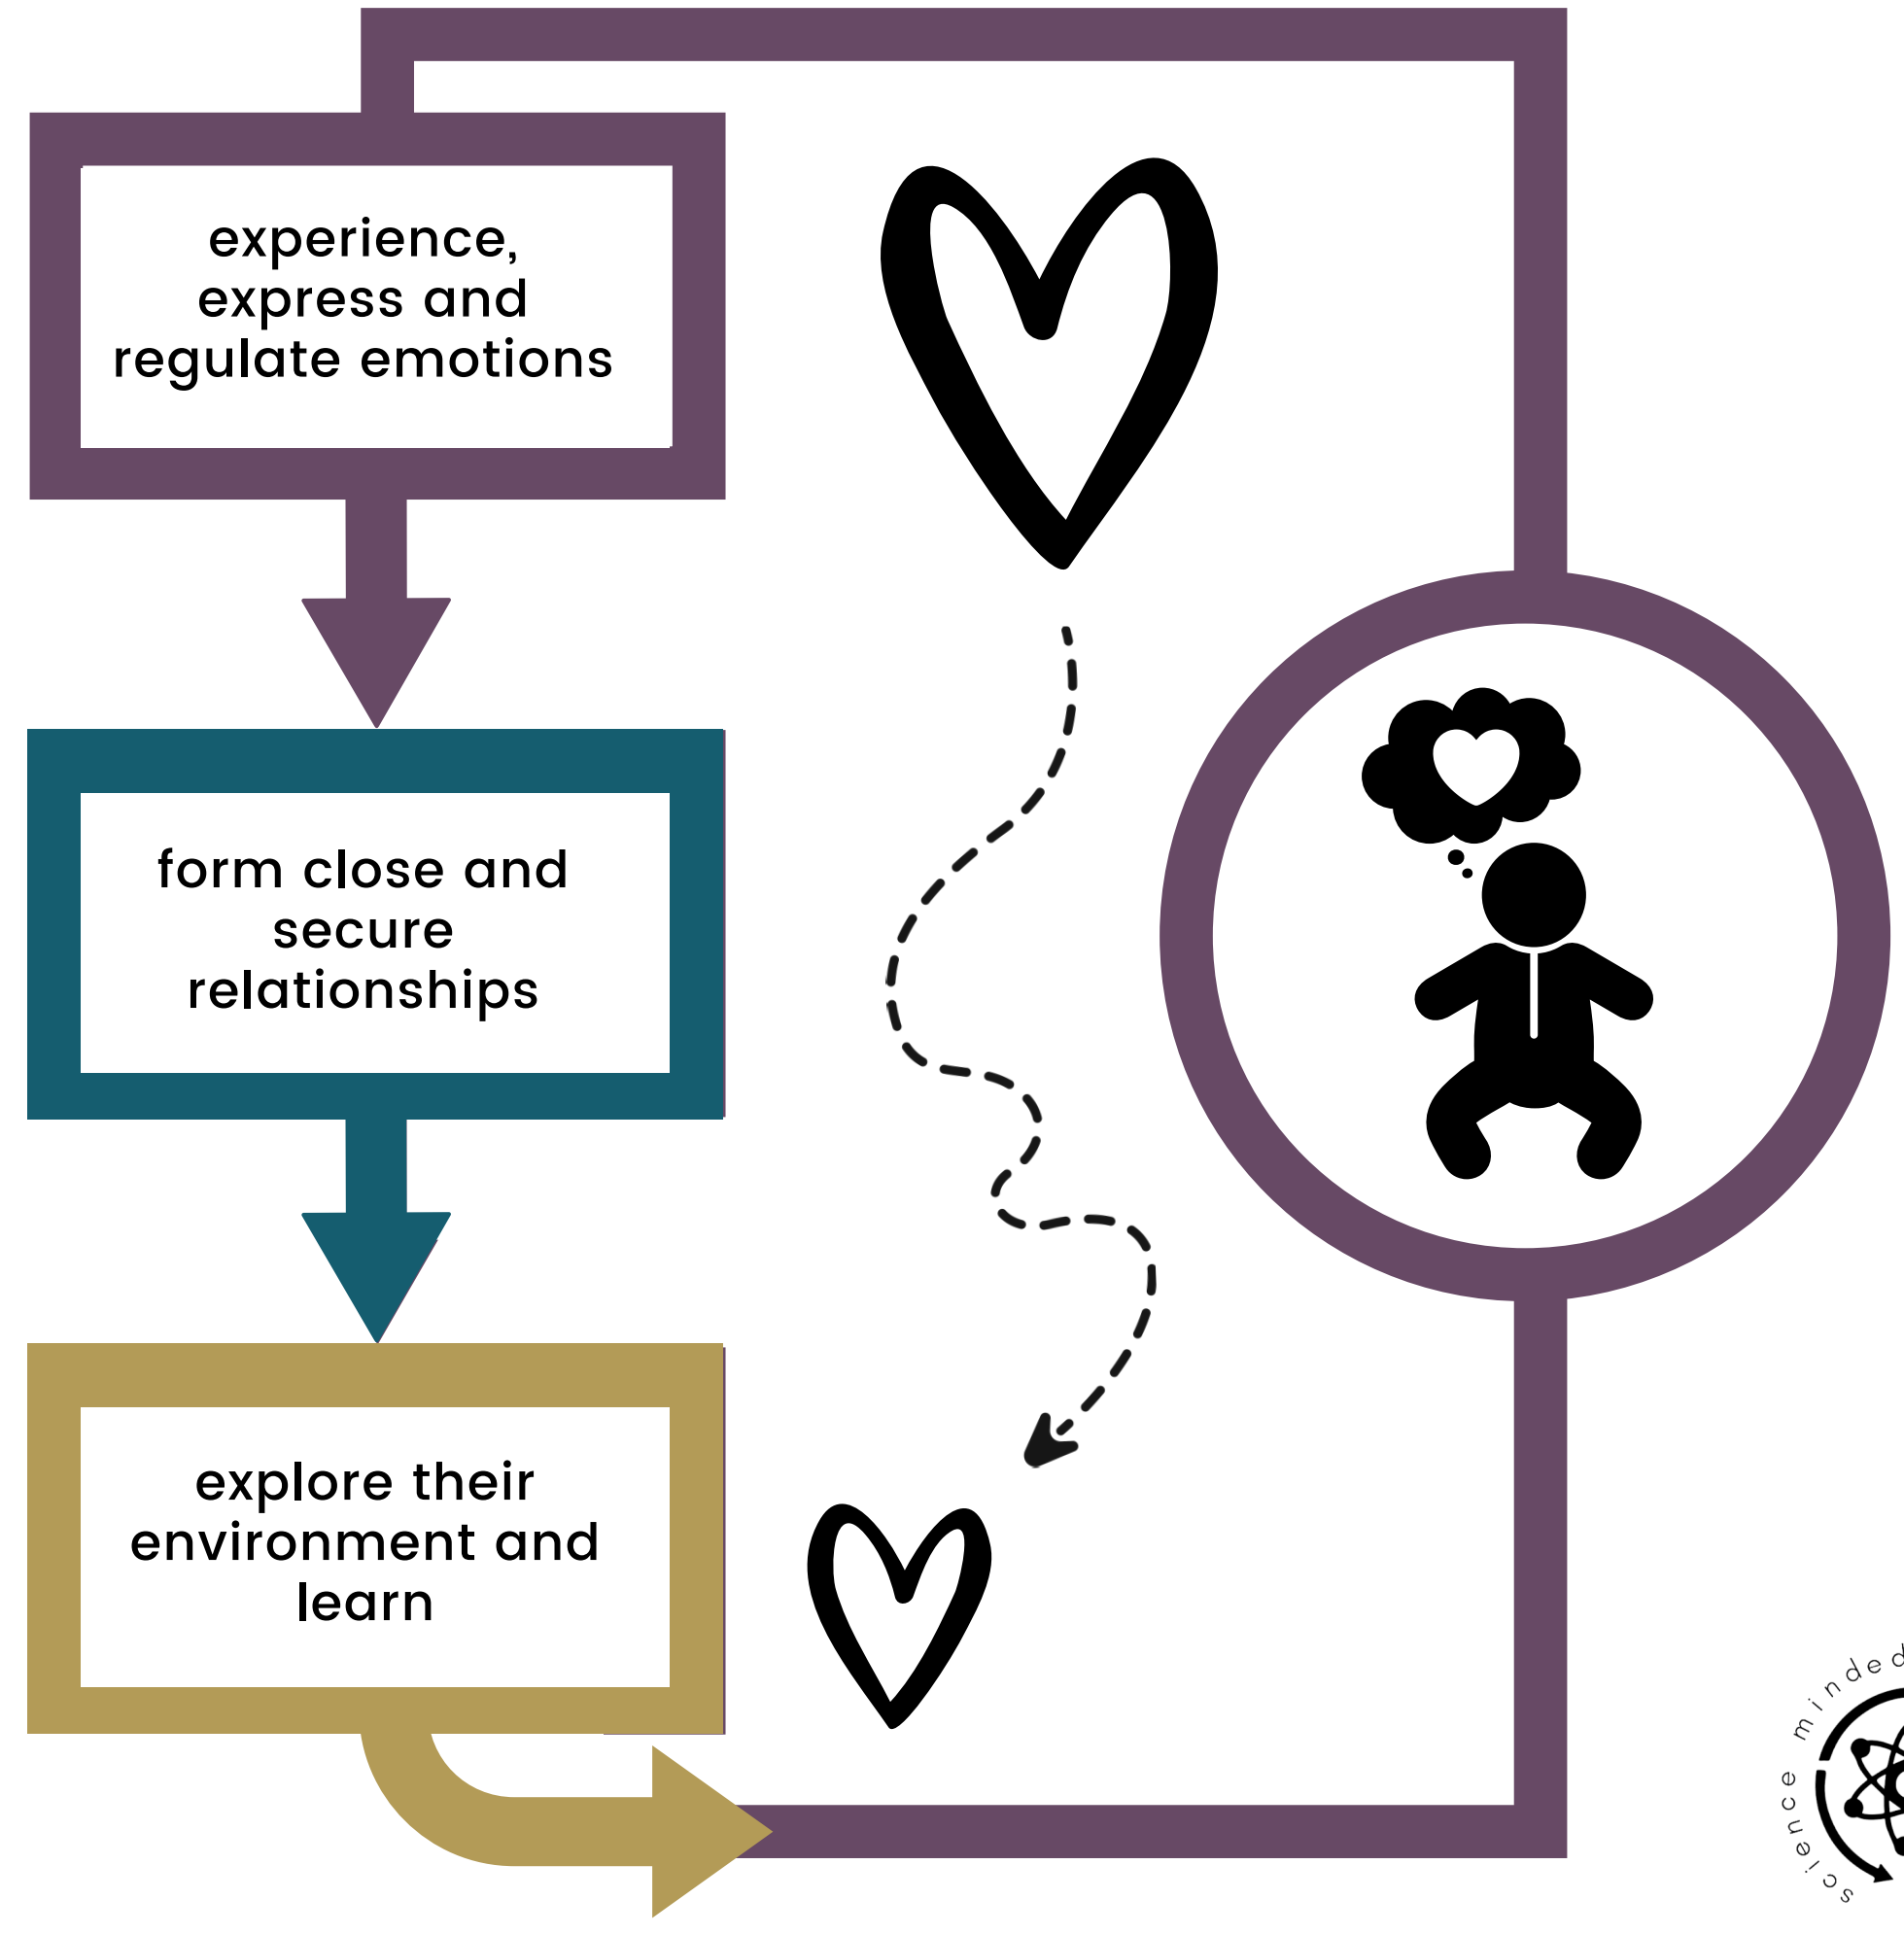 experience,
express and
regulate emotions
form close and
secure
relationships
explore their
environment and
learn
science minded